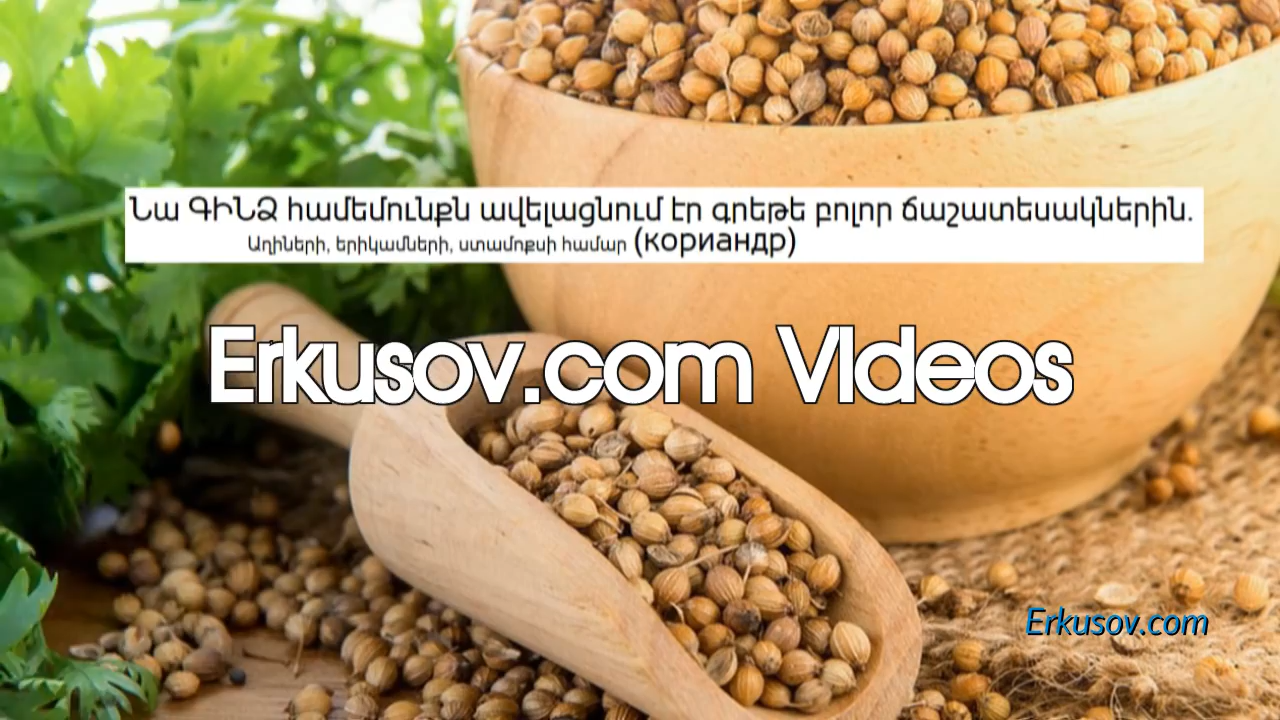 Նա ԳԻՆՁ համեմունքն ավելացնում էր գրեթե բոլոր ճաշատեսակներին.
Աղիների, երիկամների, ստամոքսի համար (кориандр)
Erkusov.com VIdeos
Erkusov.com